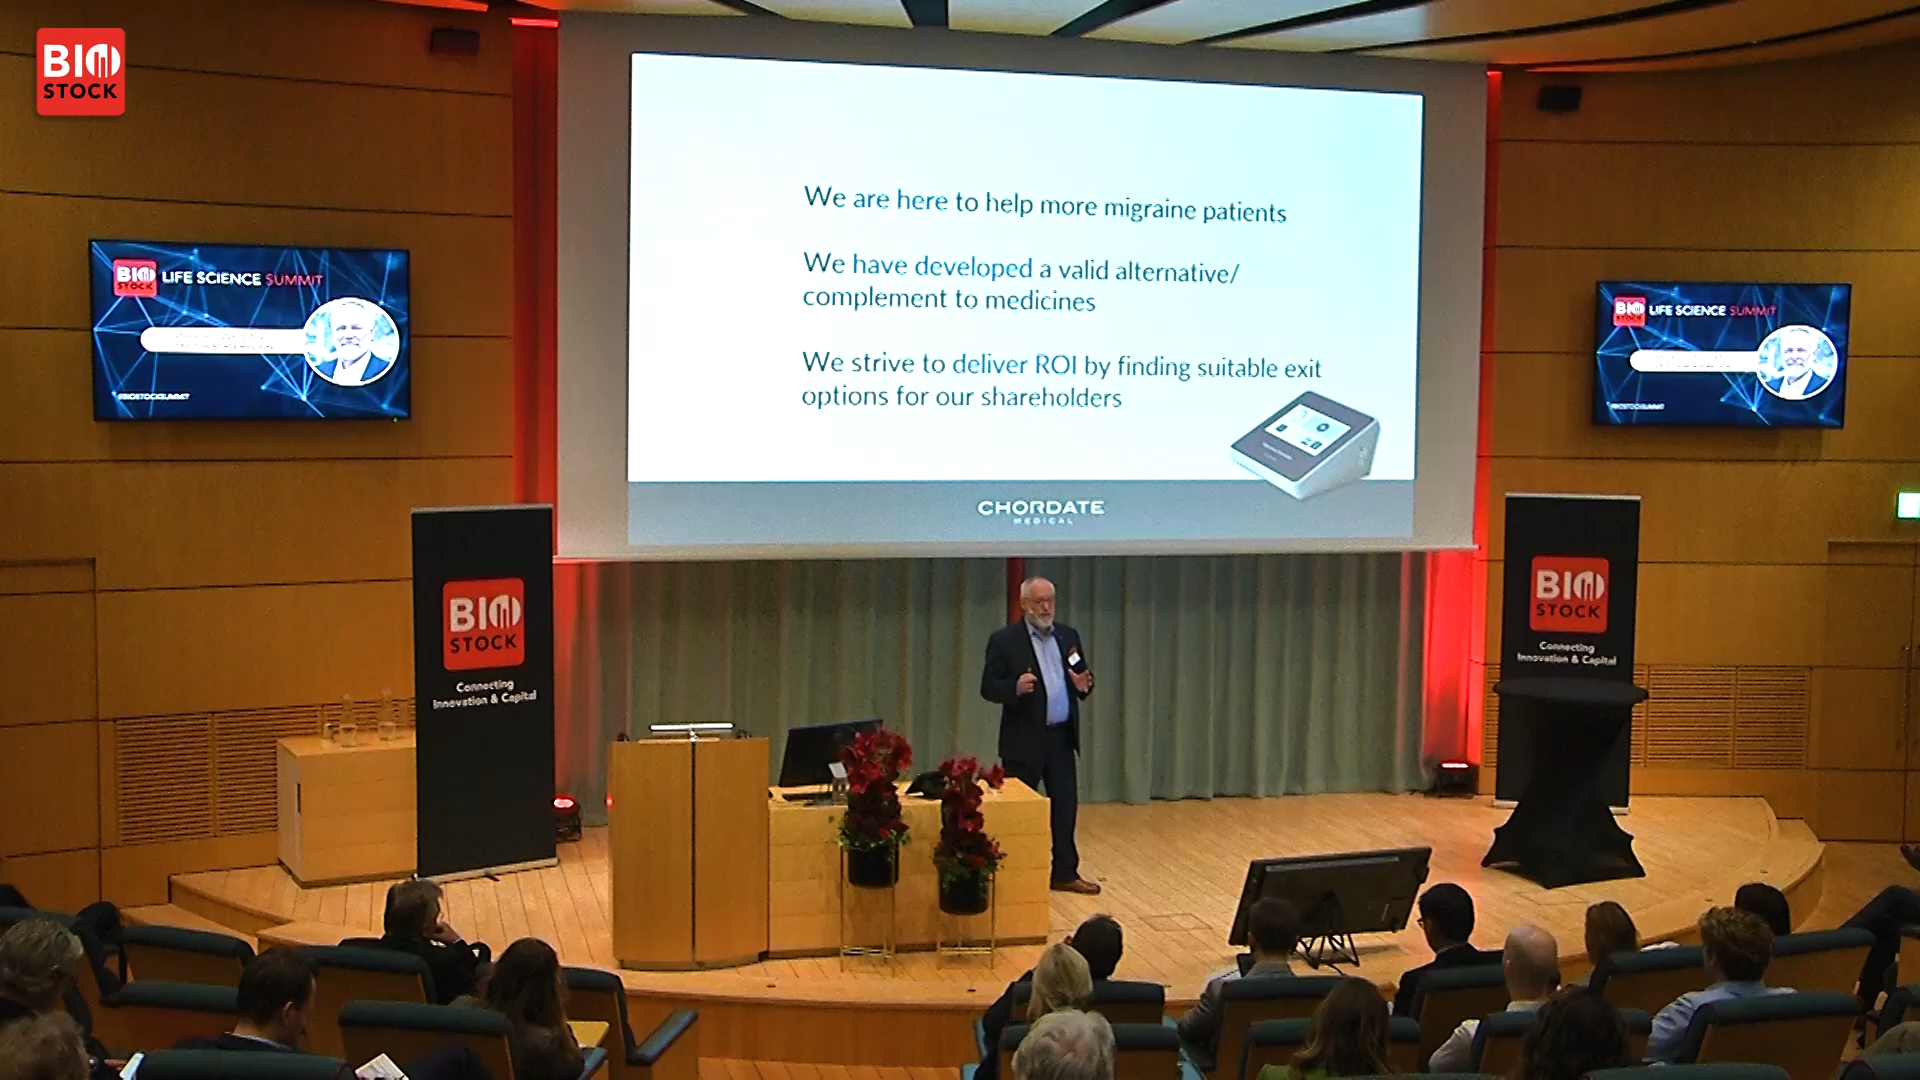 BIO
STOCK
We are here to help more migraine patients
We have developed a valid alternative/
complement to medicines
We strive to deliver ROI by finding suitable exit
options for our shareholders
CHORDATE
MEDICAL
BIO
STOCK
LIFE SCIENCE SUMMIT
#BIOSTOCKSUMMIT
BIO
STOCK
LIFE SCIENCE SUMMIT
#BIOSTOCKSUMMIT
BIO
STOCK
Connecting
Innovation & Capital
BIO
STOCK
Connecting
Innovation & Capital